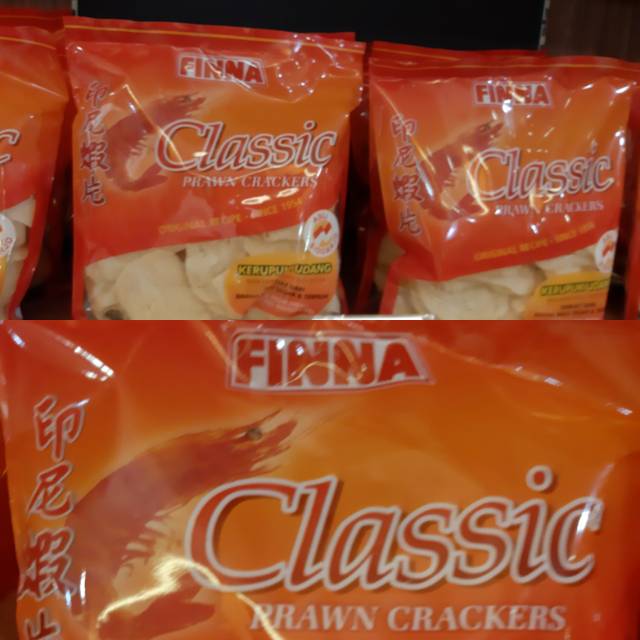 FINNA
印尼蝦片
Classic
PRAWN CRACKERS
ORIGINAL RECIPE - SINCE 1954
KERUPUK UDANG
FINNA
印尼蝦片
Classic
PRAWN CRACKERS
ORIGINAL RECIPE - SINCE 1954
KERUPUK UDANG
FINNA
印尼蝦片
Classic
PRAWN CRACKERS